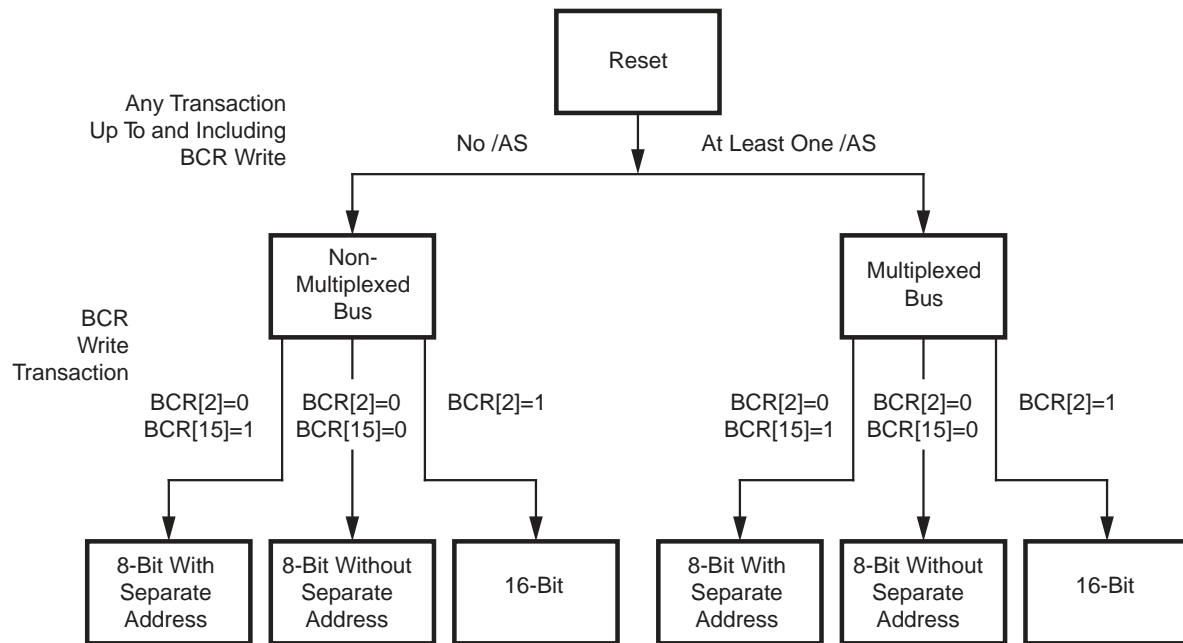 Reset
Any Transaction
Up To and Including
BCR Write
No /AS
At Least One /AS
Non-
Multiplexed
Bus
Multiplexed
Bus
BCR
Write
Transaction
BCR[2]=0
BCR[15]=1
BCR[2]=0
BCR[15]=0
BCR[2]=1
BCR[2]=0
BCR[15]=1
BCR[2]=0
BCR[15]=0
BCR[2]=1
8-Bit With
Separate
Address
8-Bit Without
Separate
Address
16-Bit
8-Bit With
Separate
Address
8-Bit Without
Separate
Address
16-Bit